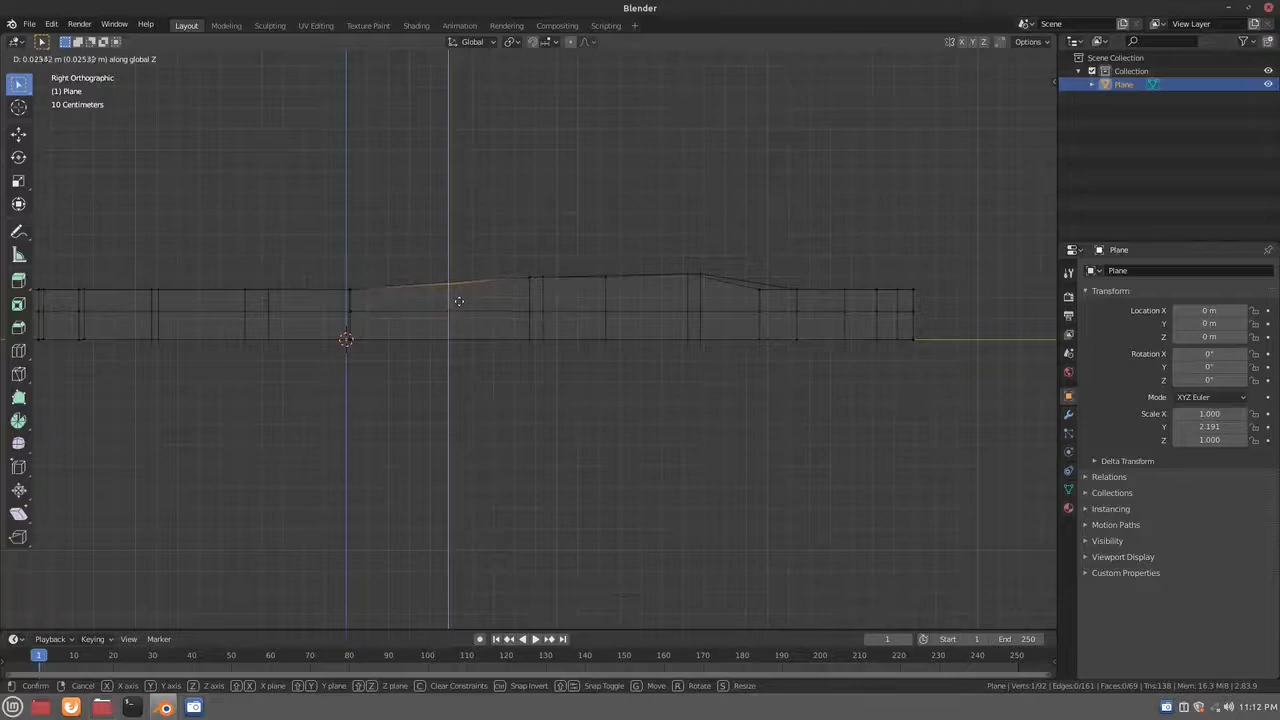 Blender
File Edit Render Window Help Layout Modeling Sculpting UV Editing Texture Paint Shading Animation Compositing Rendering Scripting + Scene View Layer
Global X Y Z Options
D: 0.02532 m (0.02532 m) along global Z
Right Orthographic
(1) Plane
10 Centimeters
Scene Collection
Collection
Plane
Plane
Plane
Transform
Location X 0 m
Y 0 m
Z 0 m
Rotation X 0°
Y 0°
Z 0°
Mode XYZ Euler
Scale X 1.000
Y 2.191
Z 1.000
Delta Transform
Relations
Collections
Instancing
Motion Paths
Visibility
Viewport Display
Custom Properties
Playback Keying View Marker 1 Start 1 End 250
1 10 20 30 40 50 60 70 80 90 100 110 120 130 140 150 160 170 180 190 200 210 220 230 240 250
Confirm Cancel X X axis Y Y axis Z Z axis X X plane Y Y plane Z Z plane C Clear Constraints Snap Invert Snap Toggle G Move R Rotate S Resize Plane | Verts:1/92 | Edges:0/161 | Faces:0/69 | Tris:138 | Mem: 16.3 MiB | 2.83.9
11:12 PM